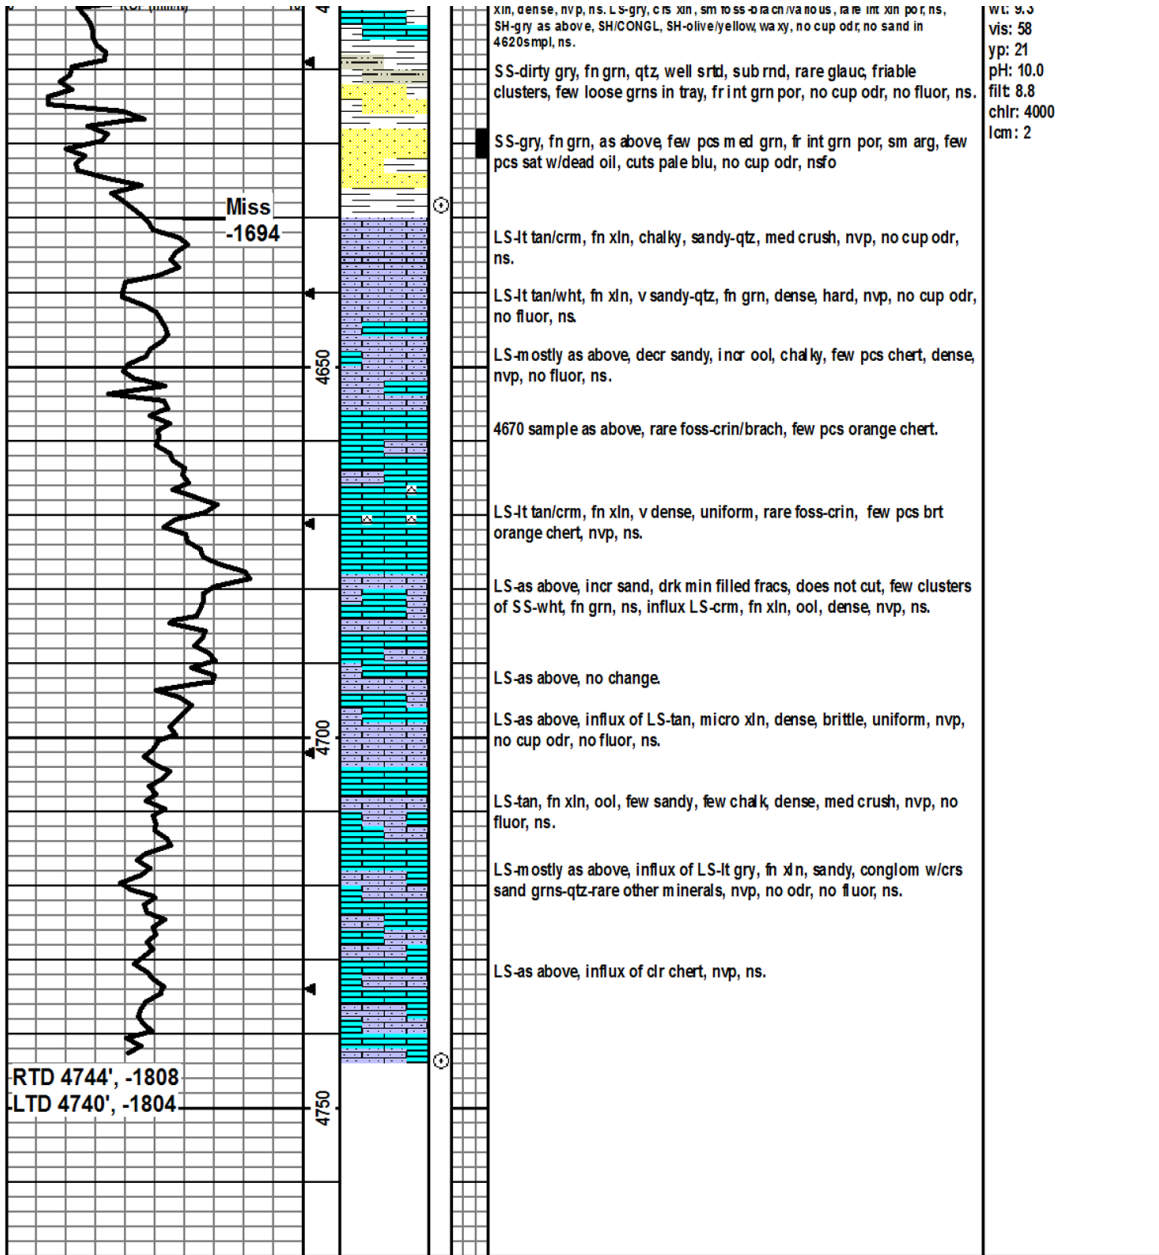 ROP (min/ft)
10
4
xln, dense, nvp, ns. LS-gry, crs xln, sm foss-brach/various, rare int xln por, ns,
SH-gry as above, SH/CONGL, SH-olive/yellow, waxy, no cup odr, no sand in
4620smpl, ns.
wt: 9.3
vis: 58
yp: 21
pH: 10.0
filt: 8.8
chlr: 4000
lcm: 2
SS-dirty gry, fn grn, qtz, well srtd, sub rnd, rare glauc, friable
clusters, few loose grns in tray, fr int grn por, no cup odr, no fluor, ns.
SS-gry, fn grn, as above, few pcs med grn, fr int grn por, sm arg, few
pcs sat w/dead oil, cuts pale blu, no cup odr, nsfo
Miss
-1694
LS-lt tan/crm, fn xln, chalky, sandy-qtz, med crush, nvp, no cup odr,
ns.
LS-lt tan/wht, fn xln, v sandy-qtz, fn grn, dense, hard, nvp, no cup odr,
no fluor, ns.
4650
LS-mostly as above, decr sandy, incr ool, chalky, few pcs chert, dense,
nvp, no fluor, ns.
4670 sample as above, rare foss-crin/brach, few pcs orange chert.
LS-lt tan/crm, fn xln, v dense, uniform, rare foss-crin, few pcs brt
orange chert, nvp, ns.
LS-as above, incr sand, drk min filled fracs, does not cut, few clusters
of SS-wht, fn grn, ns, influx LS-crm, fn xln, ool, dense, nvp, ns.
LS-as above, no change.
4700
LS-as above, influx of LS-tan, micro xln, dense, brittle, uniform, nvp,
no cup odr, no fluor, ns.
LS-tan, fn xln, ool, few sandy, few chalk, dense, med crush, nvp, no
fluor, ns.
LS-mostly as above, influx of LS-lt gry, fn xln, sandy, conglom w/crs
sand grns-qtz-rare other minerals, nvp, no odr, no fluor, ns.
LS-as above, influx of clr chert, nvp, ns.
RTD 4744', -1808
LTD 4740', -1804
4750